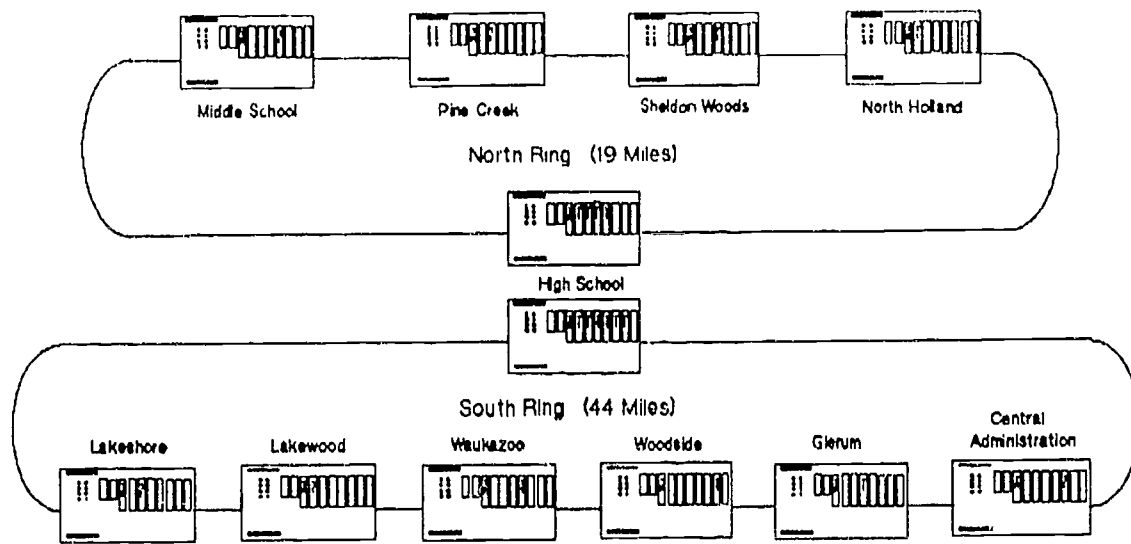 Middle School
Pine Creek
Sheldon Woods
North Holland
North Ring (19 Miles)
High School
South Ring (44 Miles)
Lakeshore
Lakewood
Waukazoo
Woodside
Glerum
Central
Administration